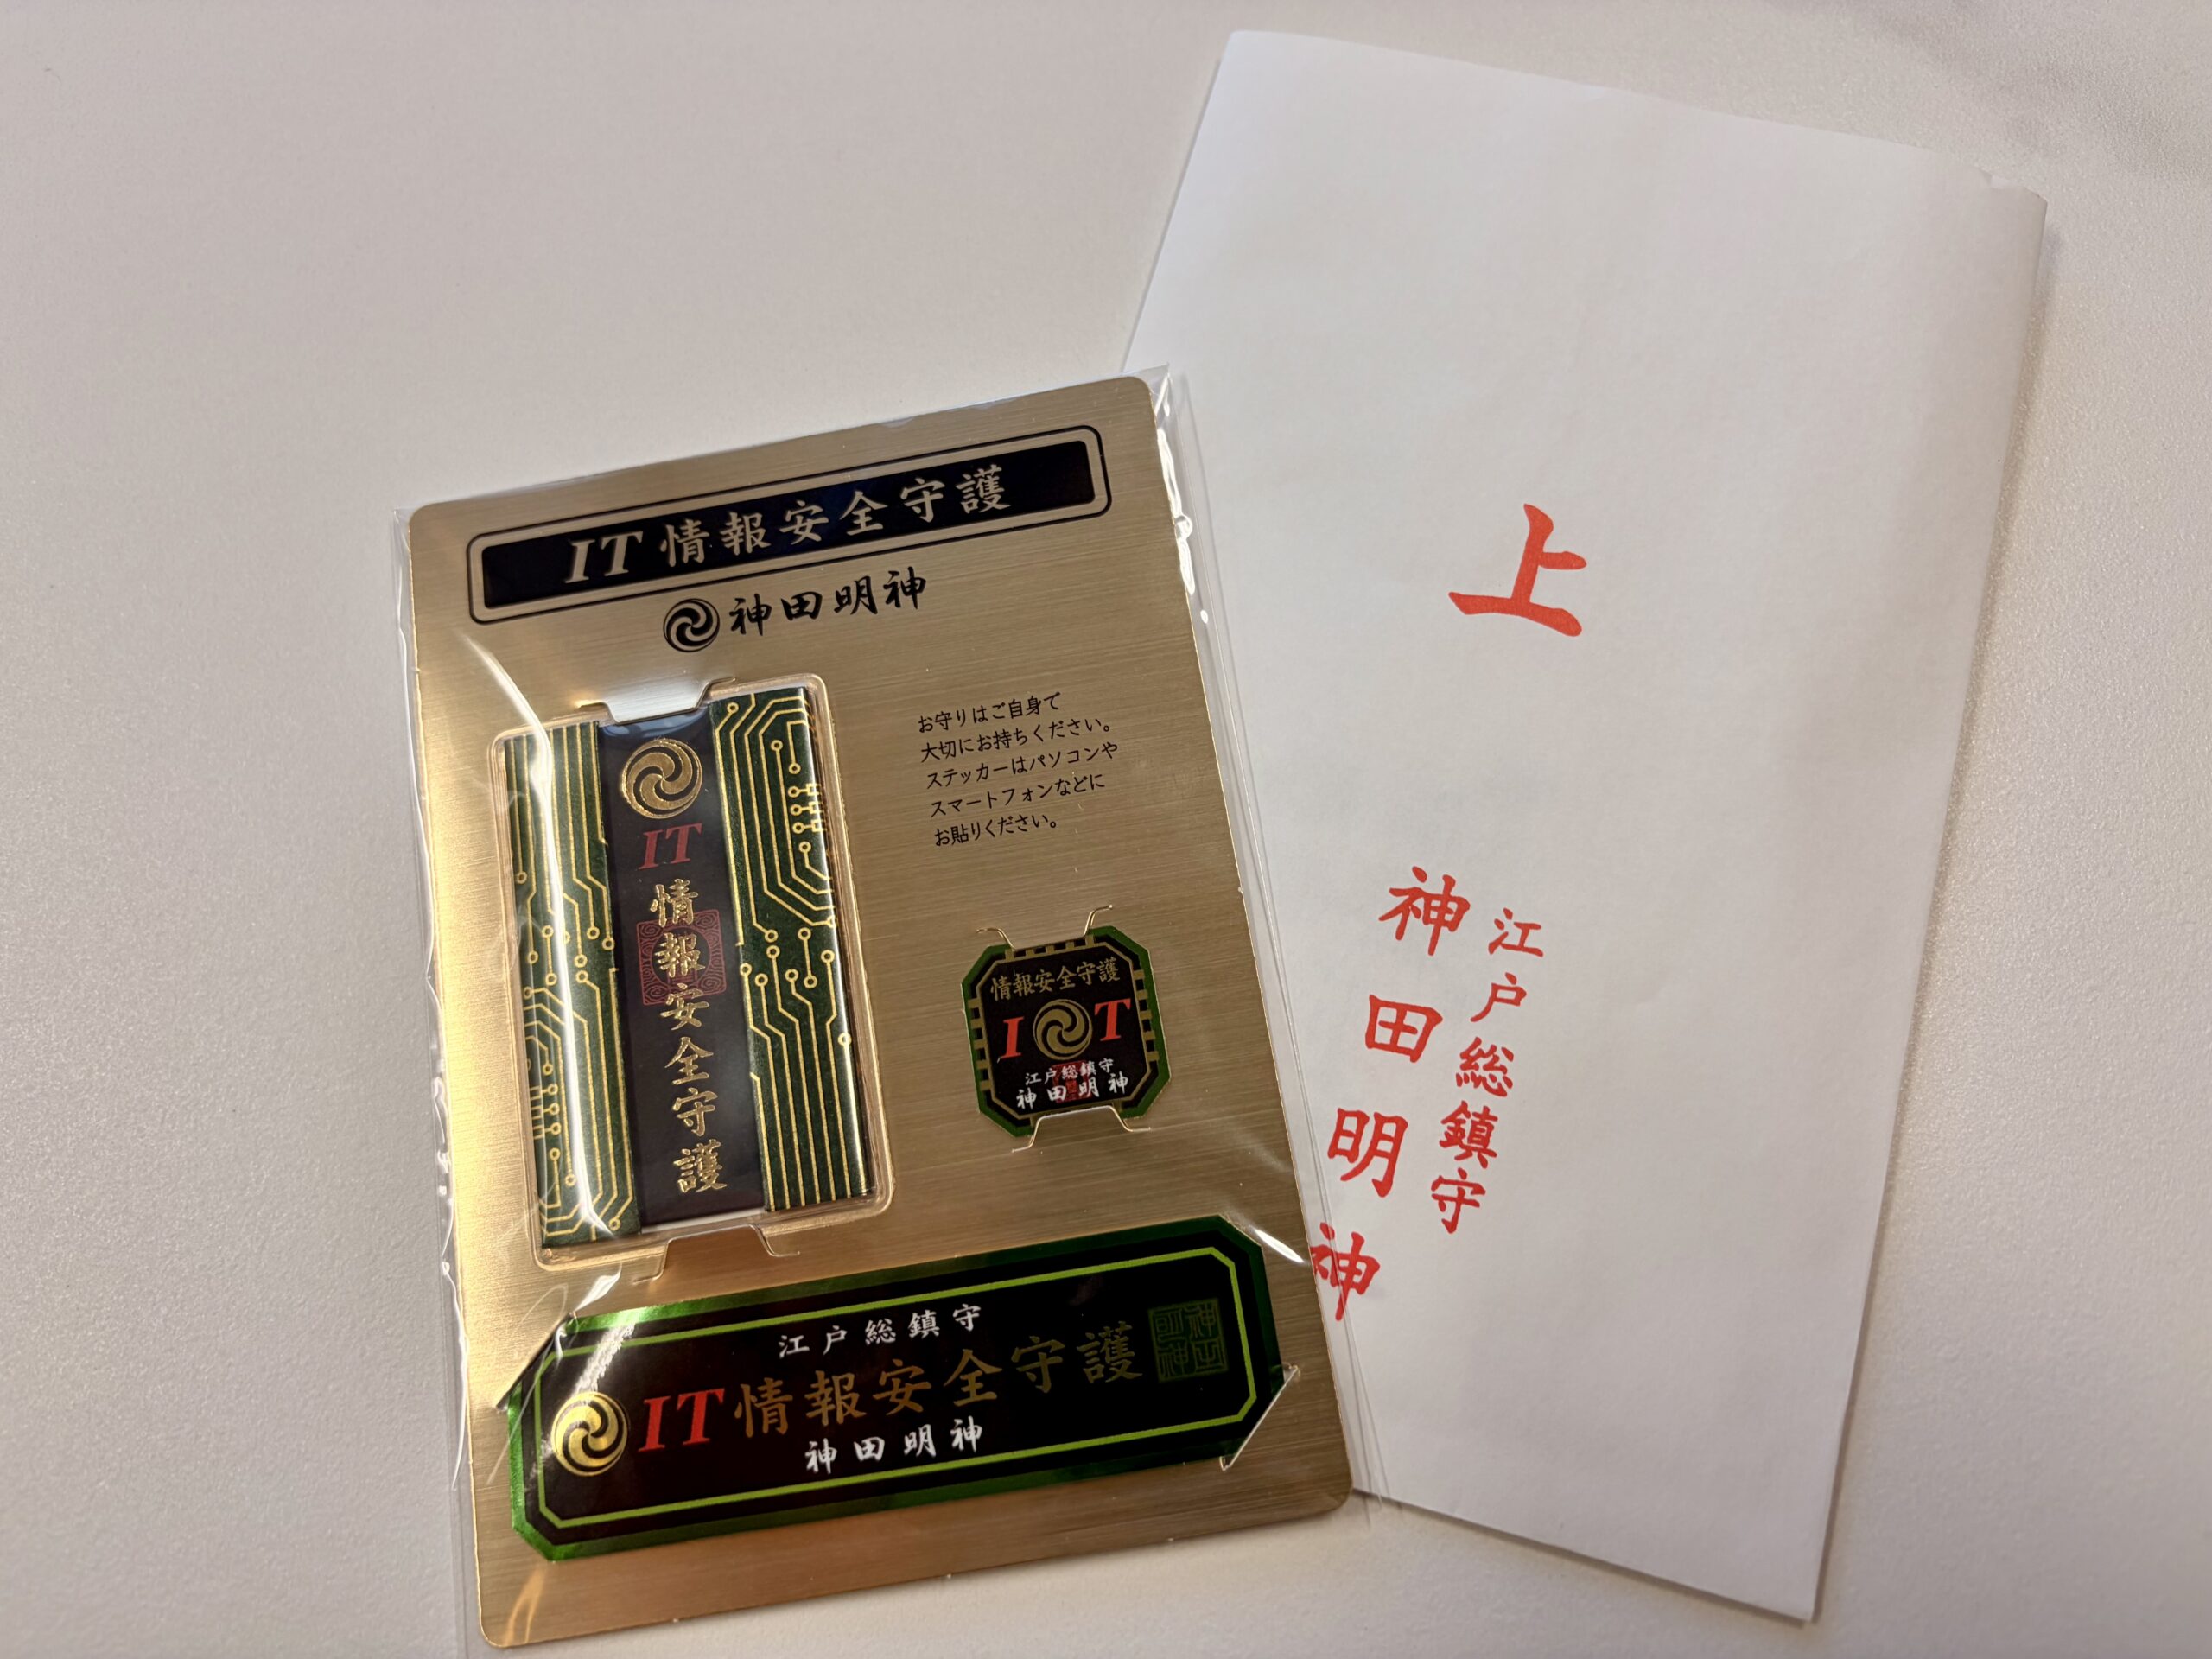 IT情報安全守護
神田明神
お守りはご自身で
大切にお持ちください。
ステッカーはパソコンや
スマートフォンなどに
お貼りください。
IT
情報安全守護
情報安全守護
IT
江戸総鎮守
神田明神
江戸総鎮守
IT情報安全守護
神田明神
神田明神
上
江戸総鎮守
神田明神